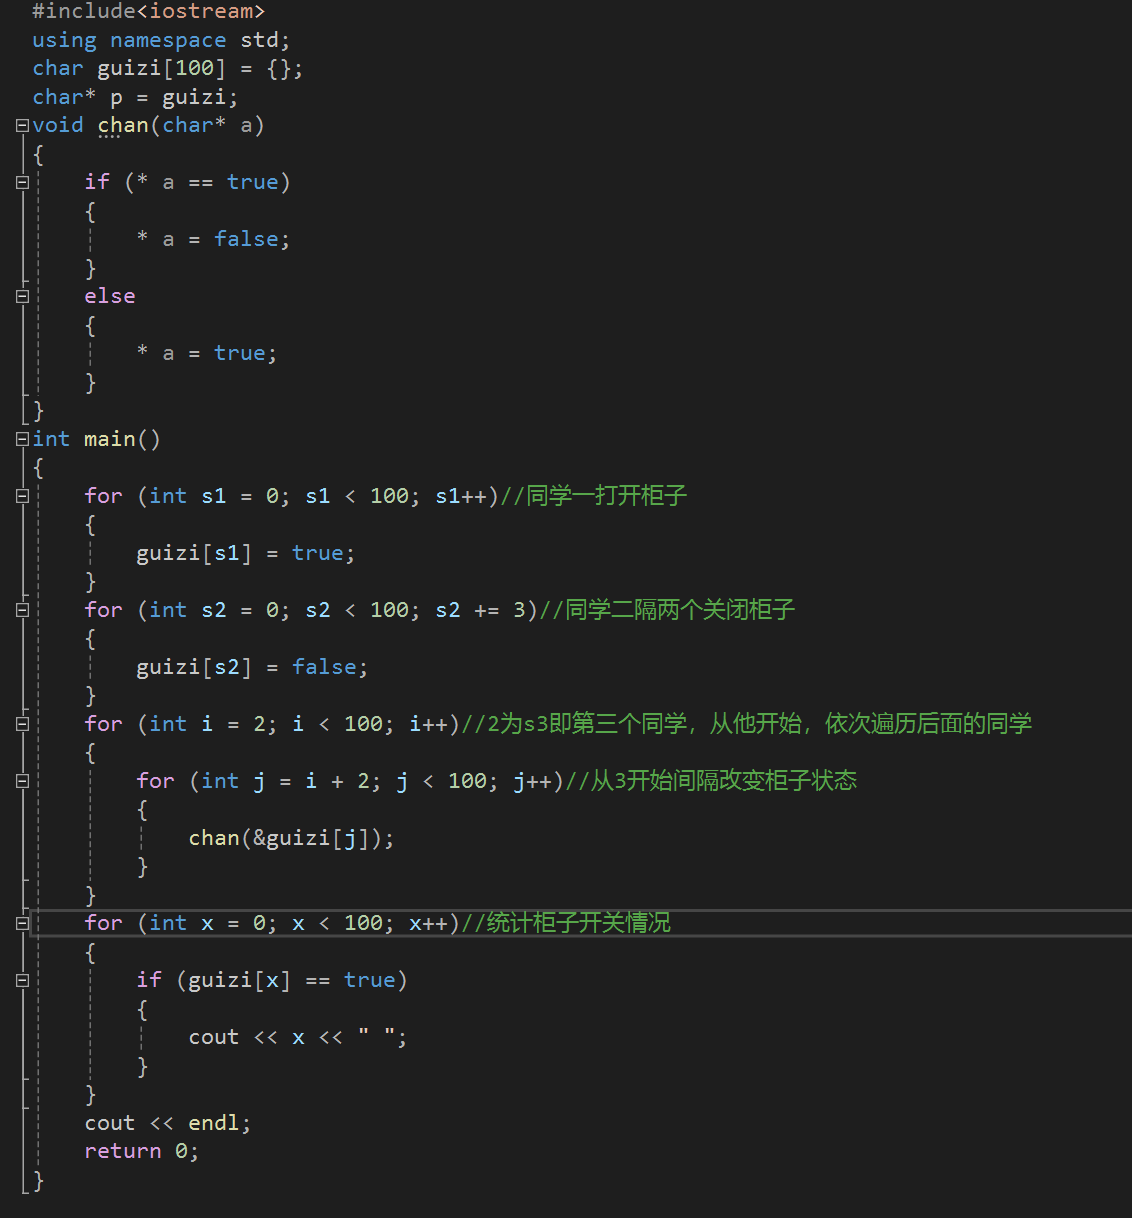 #include<iostream>
using namespace std;
char guizi[100] = {};
char* p = guizi;
void chan(char* a)
{
    if (* a == true)
    {
        * a = false;
    }
    else
    {
        * a = true;
    }
}
int main()
{
    for (int s1 = 0; s1 < 100; s1++)//同学一打开柜子
    {
        guizi[s1] = true;
    }
    for (int s2 = 0; s2 < 100; s2 += 3)//同学二隔两个关闭柜子
    {
        guizi[s2] = false;
    }
    for (int i = 2; i < 100; i++)//2为s3即第三个同学，从他开始，依次遍历后面的同学
    {
        for (int j = i + 2; j < 100; j++)//从3开始间隔改变柜子状态
        {
            chan(&guizi[j]);
        }
    }
    for (int x = 0; x < 100; x++)//统计柜子开关情况
    {
        if (guizi[x] == true)
        {
            cout << x << " ";
        }
    }
    cout << endl;
    return 0;
}